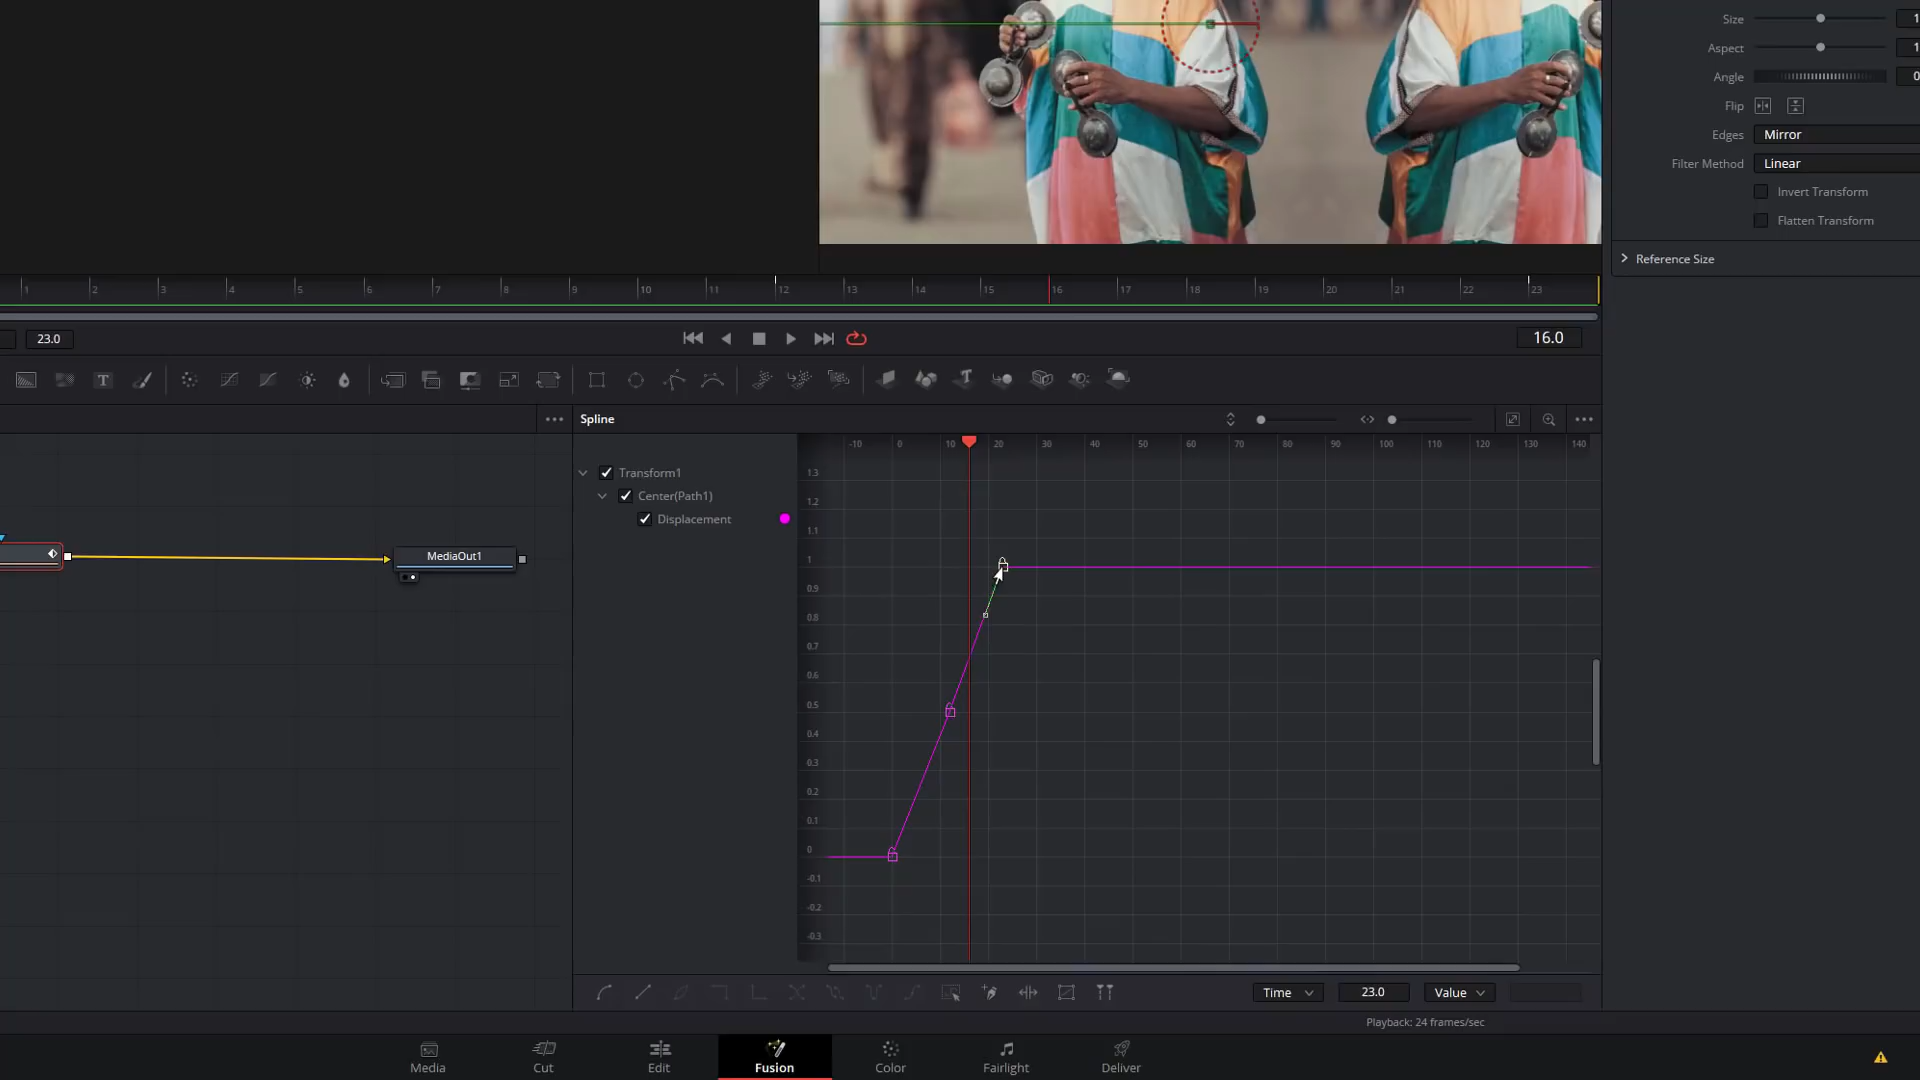 Size 1
Aspect 1
Angle 0
Flip
Edges Mirror
Filter Method Linear
Invert Transform
Flatten Transform
Reference Size
1 2 3 4 5 6 7 8 9 10 11 12 13 14 15 16 17 18 19 20 21 22 23
23.0 16.0
T
Spline
-10 0 10 20 30 40 50 60 70 80 90 100 110 120 130 140
Transform1
Center(Path1)
Displacement
1.3
1.2
1.1
1
0.9
0.8
0.7
0.6
0.5
0.4
0.3
0.2
0.1
0
-0.1
-0.2
-0.3
MediaOut1
Time 23.0 Value
Playback: 24 frames/sec
Media Cut Edit Fusion Color Fairlight Deliver